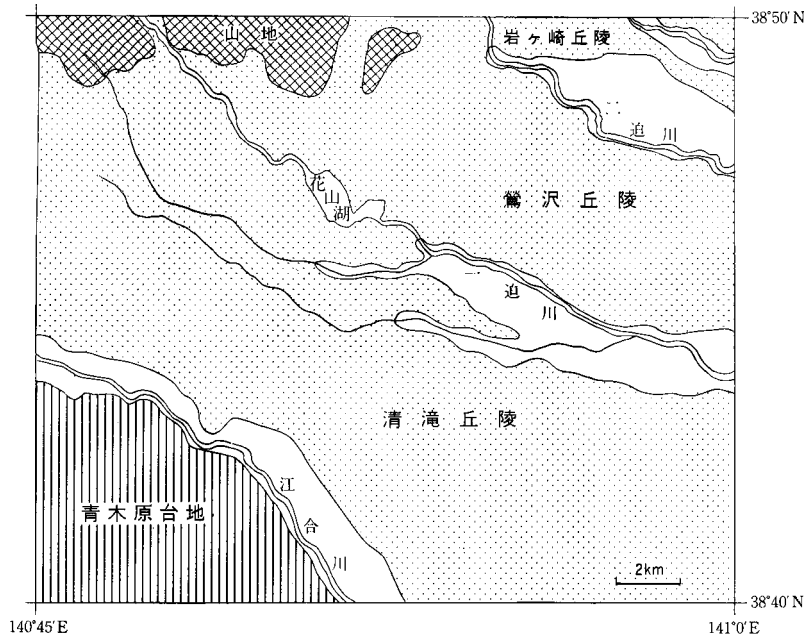 38°50′N
山地
岩ヶ崎丘陵
二迫川
花山湖
鶯沢丘陵
一迫川
清滝丘陵
江合川
青木原台地
2km
38°40′N
140°45′E
141°0′E